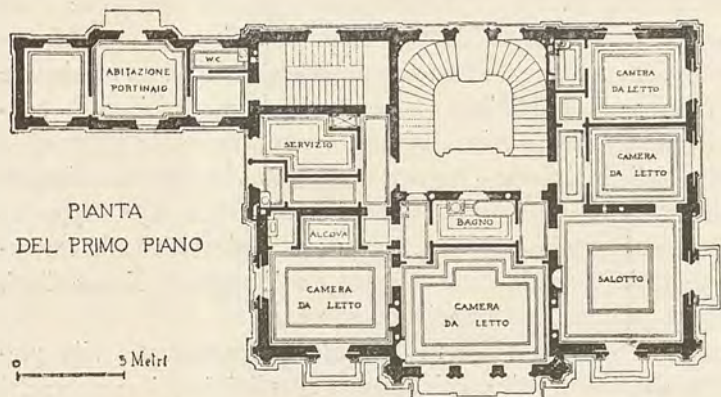 ABITAZIONE
PORTINAIO
WC
CAMERA
DA LETTO
SERVIZIO
CAMERA
DA LETTO
PIANTA
DEL PRIMO PIANO
BAGNO
ALCOVA
SALOTTO
CAMERA
DA LETTO
CAMERA
DA LETTO
0 5 Metri